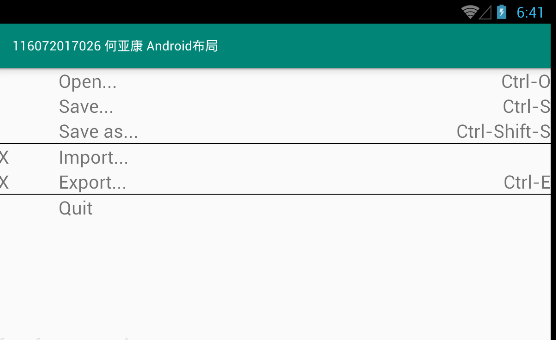 6:41
116072017026 何亚康 Android布局
Open... Ctrl-O
Save... Ctrl-S
Save as... Ctrl-Shift-S
X Import...
X Export... Ctrl-E
Quit